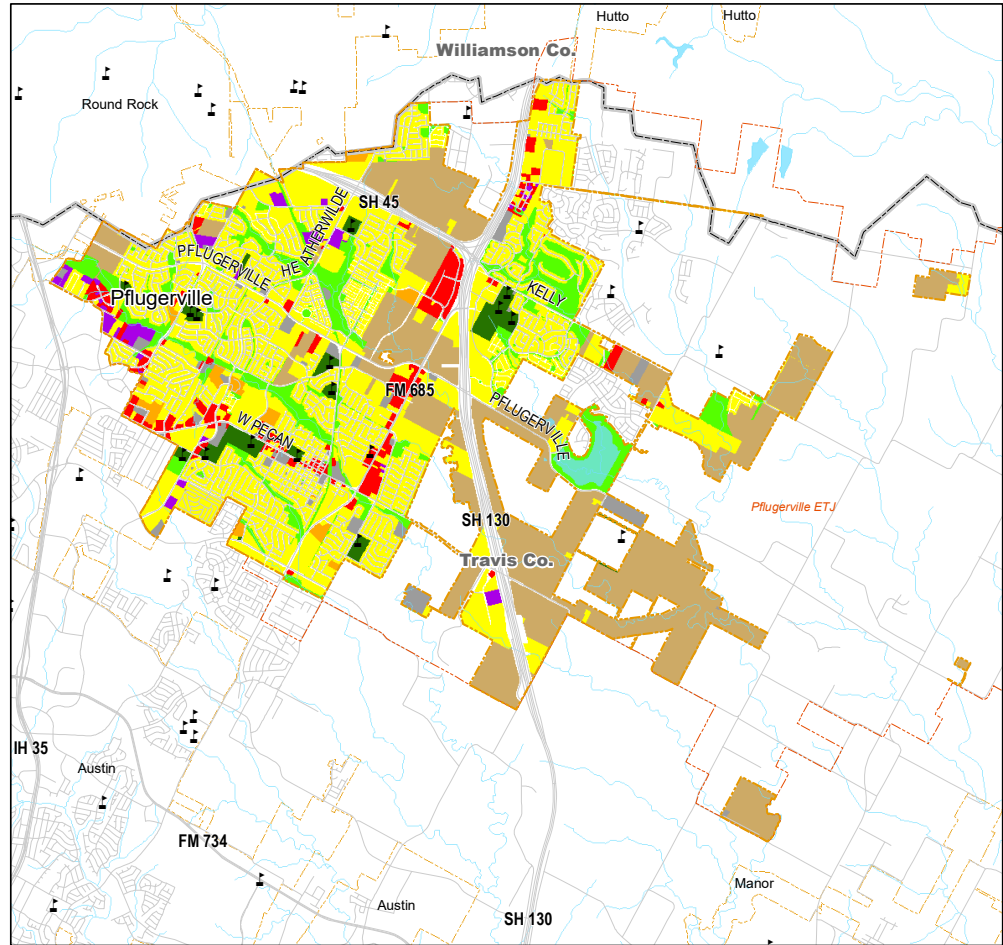 Hutto
Hutto
Williamson Co.
Round Rock
SH 45
HEATHERWILDE
PFLUGERVILLE
KELLY
Pflugerville
FM 685
PFLUGERVILLE
W PECAN
Pflugerville ETJ
SH 130
Travis Co.
IH 35
Austin
FM 734
Manor
Austin
SH 130